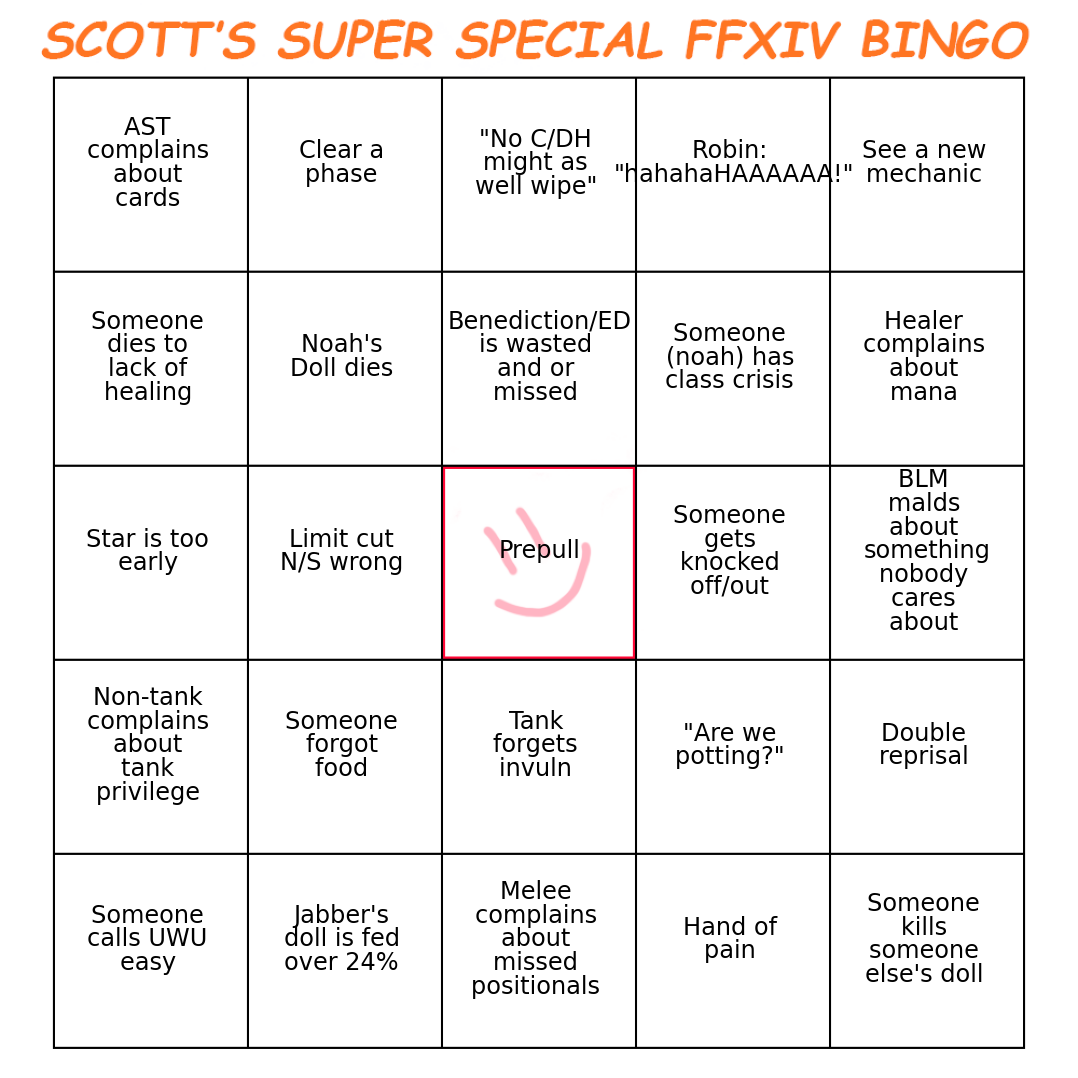 SCOTT'S SUPER SPECIAL FFXIV BINGO
AST
complains
about
cards
Clear a
phase
"No C/DH
might as
well wipe"
Robin:
"hahahaHAAAAAA!"
See a new
mechanic
Someone
dies to
lack of
healing
Noah's
Doll dies
Benediction/ED
is wasted
and or
missed
Someone
(noah) has
class crisis
Healer
complains
about
mana
Star is too
early
Limit cut
N/S wrong
Prepull
Someone
gets
knocked
off/out
BLM
malds
about
something
nobody
cares
about
Non-tank
complains
about
tank
privilege
Someone
forgot
food
Tank
forgets
invuln
"Are we
potting?"
Double
reprisal
Someone
calls UWU
easy
Jabber's
doll is fed
over 24%
Melee
complains
about
missed
positionals
Hand of
pain
Someone
kills
someone
else's doll